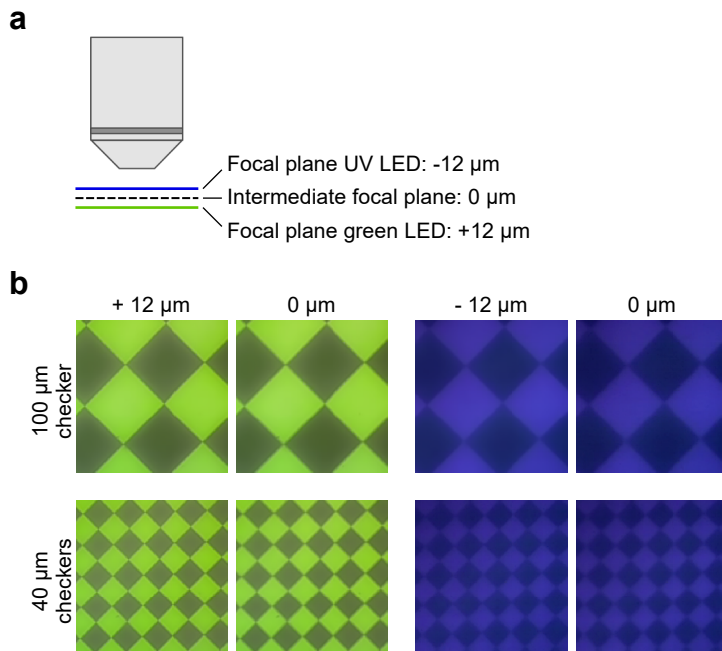 a
Focal plane UV LED: -12 µm
Intermediate focal plane: 0 µm
Focal plane green LED: +12 µm
b
+ 12 µm
0 µm
- 12 µm
0 µm
100 µm
checker
40 µm
checkers